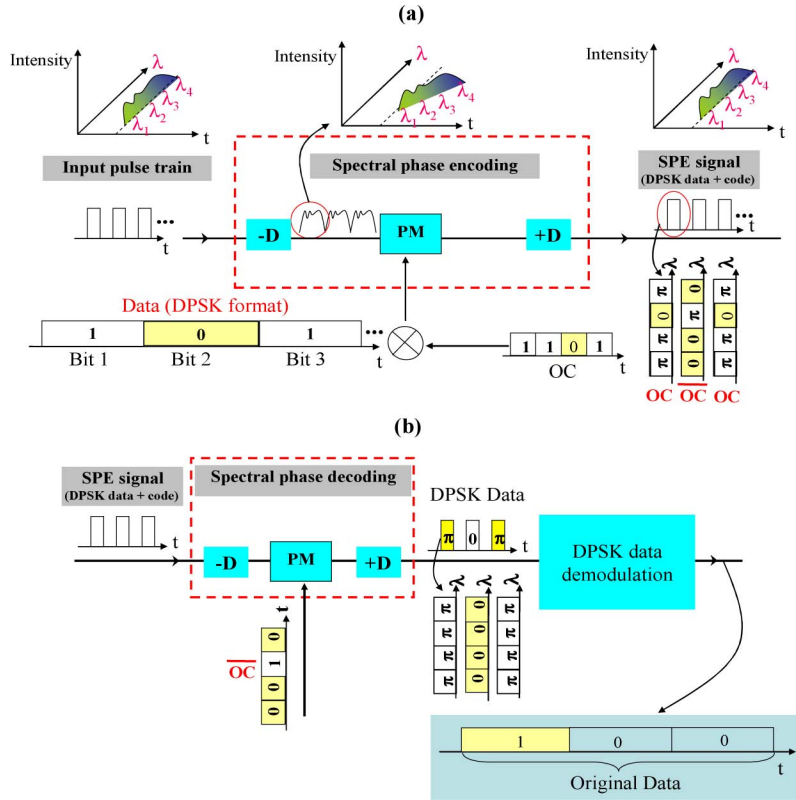 (a)
Intensity
λ
λ1
λ2
λ3
λ4
t
Intensity
λ
λ1
λ2
λ3
λ4
t
Intensity
λ
λ1
λ2
λ3
λ4
t
Input pulse train
Spectral phase encoding
SPE signal
(DPSK data + code)
...
t
-D
PM
+D
...
t
Data (DPSK format)
1 0 1 ...
t
Bit 1 Bit 2 Bit 3
1 1 0 1
t
OC
λ λ λ
π 0 π
0 π 0
π 0 π
π 0 π
OC OC OC
(b)
SPE signal
(DPSK data + code)
Spectral phase decoding
t
-D
PM
+D
DPSK Data
π 0 π
t
DPSK data
demodulation
t
0
1
0
0
OC
λ λ λ
π 0 π
π 0 π
π 0 π
π 0 π
1 0 0
t
Original Data